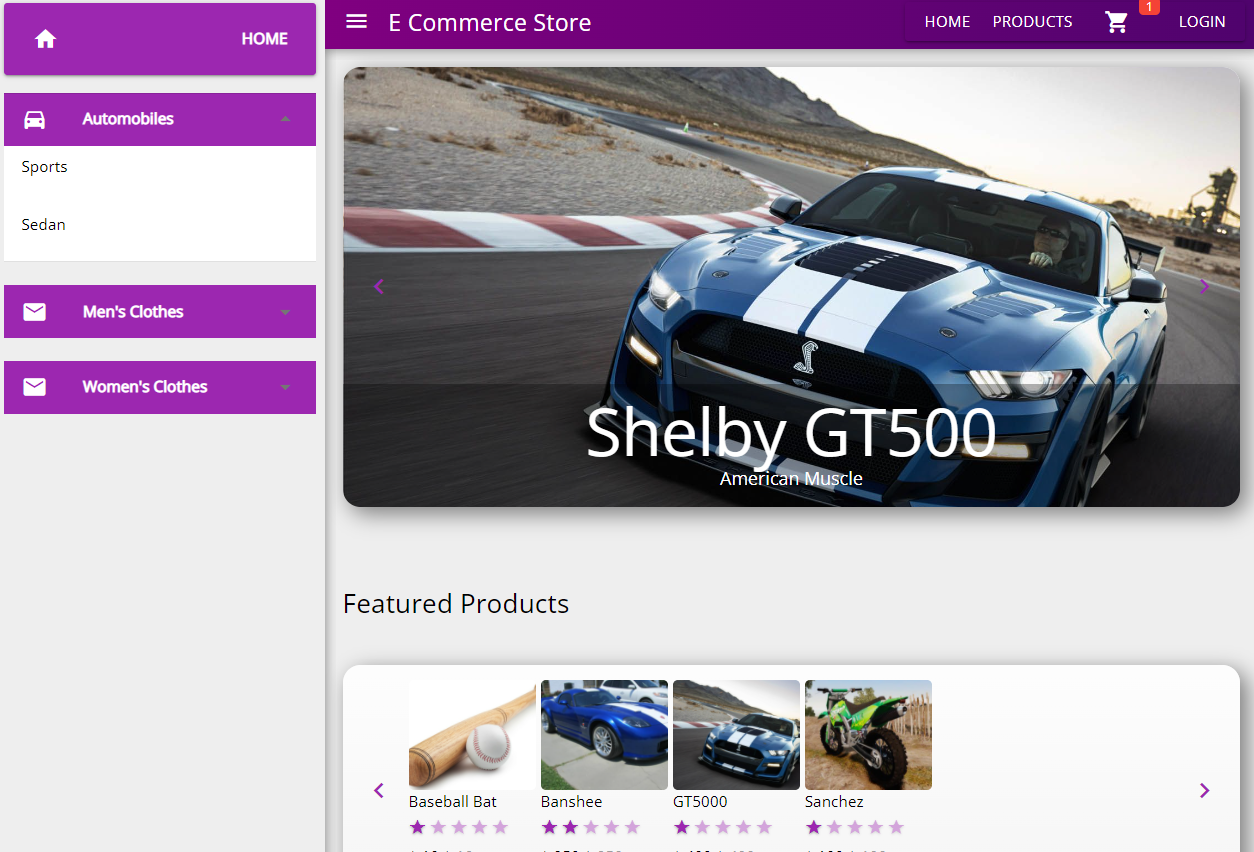 HOME
Automobiles
Sports
Sedan
Men's Clothes
Women's Clothes
E Commerce Store
HOME PRODUCTS 1 LOGIN
Shelby GT500
American Muscle
Featured Products
Baseball Bat Banshee GT5000 Sanchez